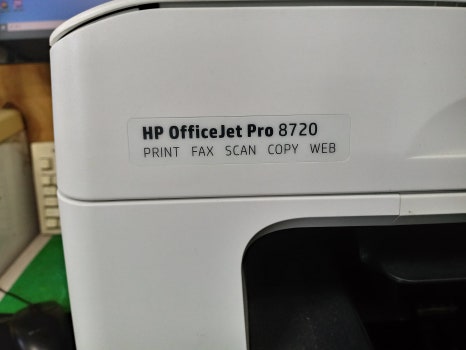 HP OfficeJet Pro 8720
PRINT FAX SCAN COPY WEB